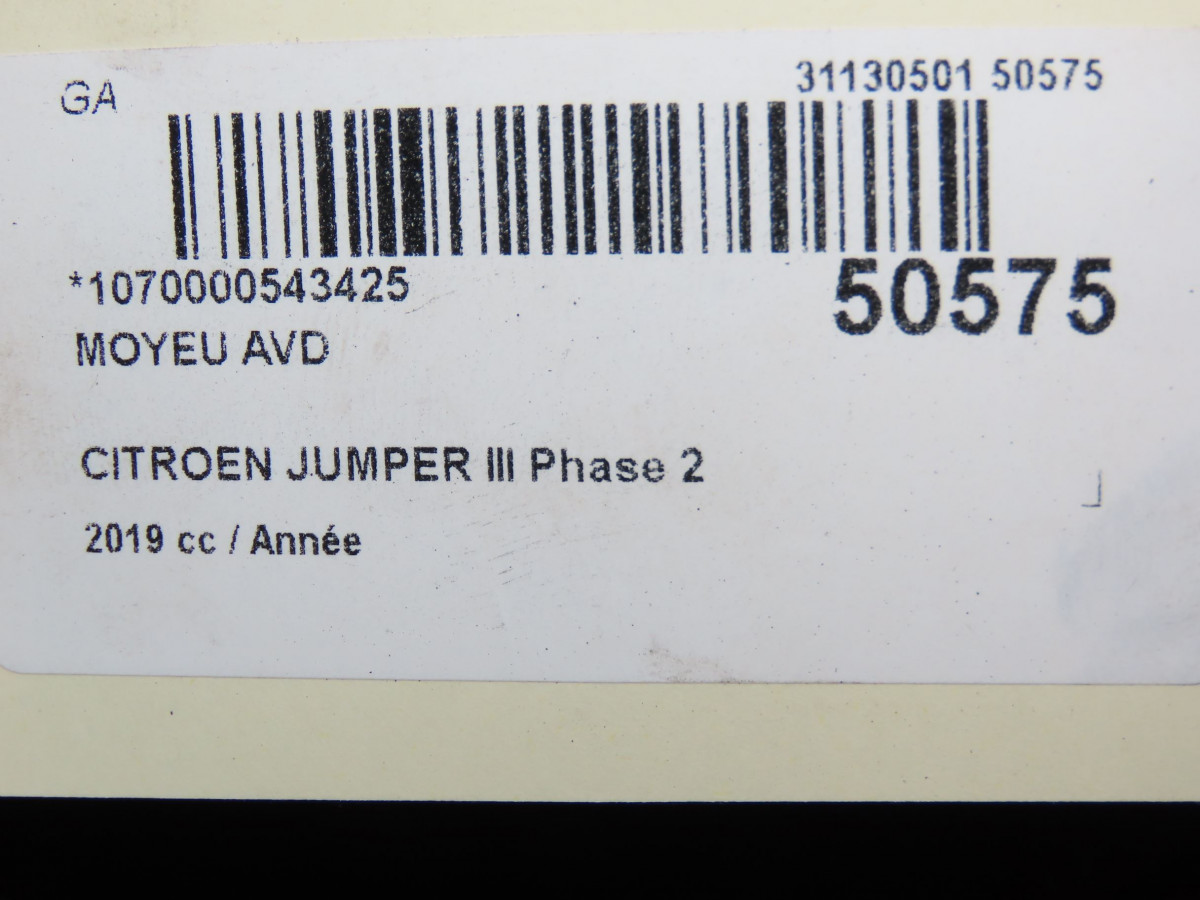 GA
31130501 50575
*1070000543425
50575
MOYEU AVD
CITROEN JUMPER III Phase 2
2019 cc / Année